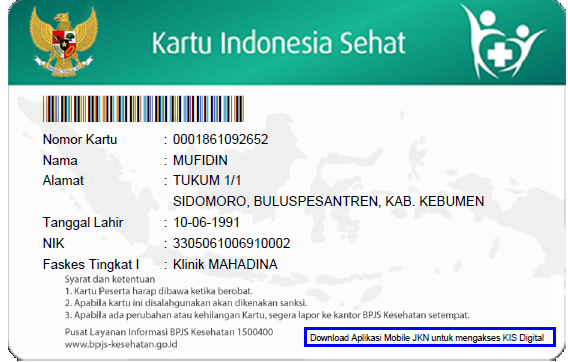 Kartu Indonesia Sehat
Nomor Kartu : 0001861092652
Nama : MUFIDIN
Alamat : TUKUM 1/1
SIDOMORO, BULUSPESANTREN, KAB. KEBUMEN
Tanggal Lahir : 10-06-1991
NIK : 3305061006910002
Faskes Tingkat I : Klinik MAHADINA
Syarat dan ketentuan
1. Kartu Peserta harap dibawa ketika berobat.
2. Apabila kartu ini disalahgunakan akan dikenakan sanksi.
3. Apabila ada perubahan atau kehilangan Kartu, segera lapor ke kantor BPJS Kesehatan setempat.
Pusat Layanan Informasi BPJS Kesehatan 1500400
www.bpjs-kesehatan.go.id
Download Aplikasi Mobile JKN untuk mengakses KIS Digital